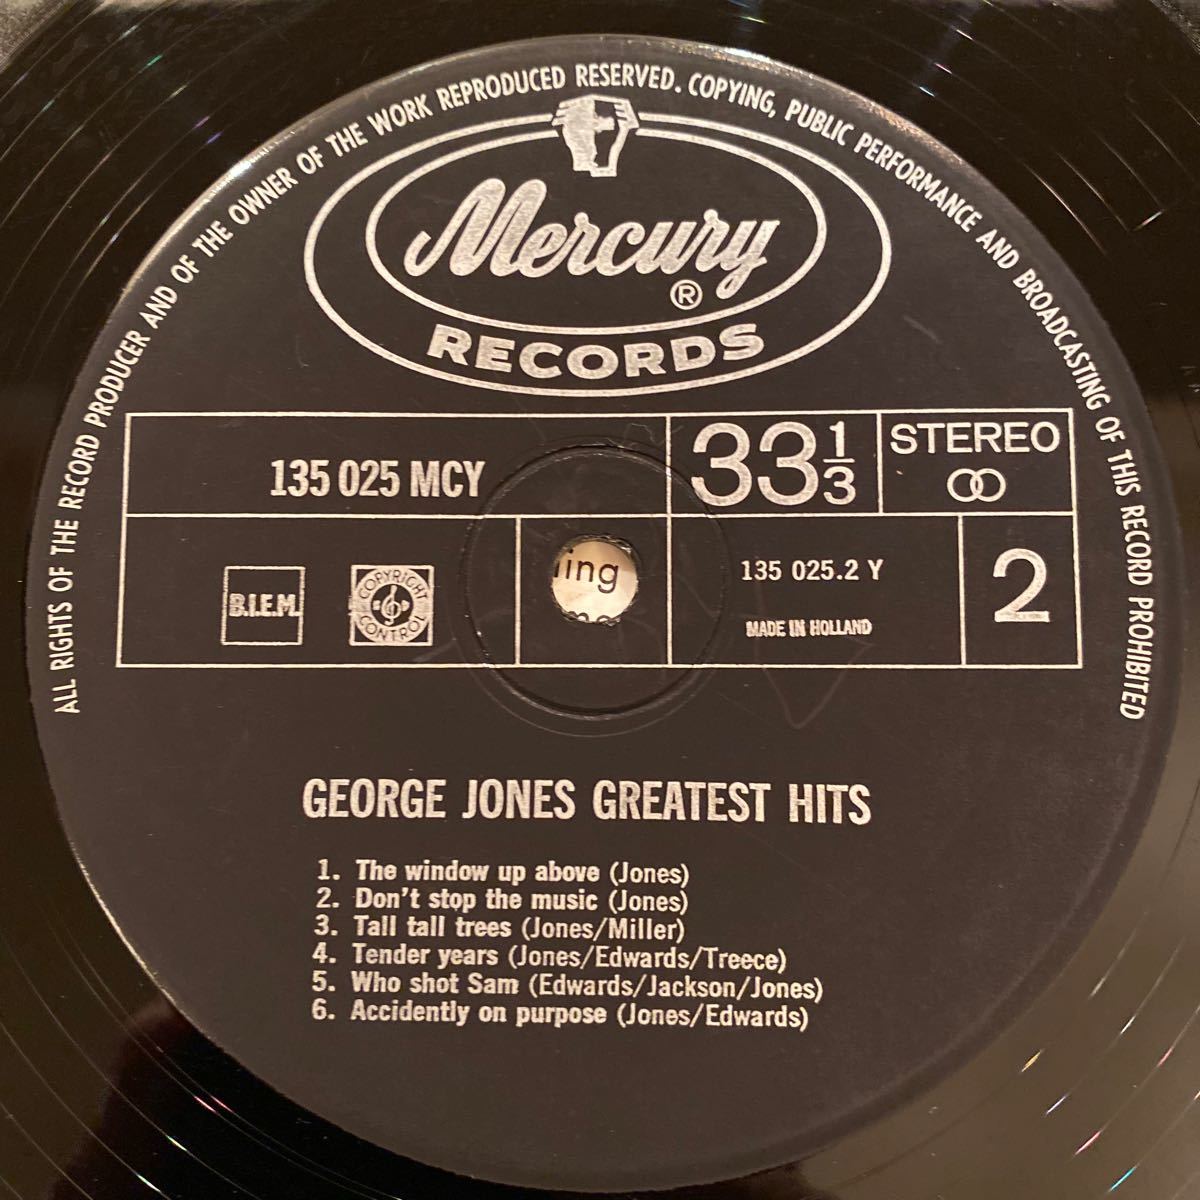 ALL RIGHTS OF THE RECORD PRODUCER AND OF THE OWNER OF THE WORK REPRODUCED RESERVED. COPYING, PUBLIC PERFORMANCE AND BROADCASTING OF THIS RECORD PROHIBITED
Mercury
®
RECORDS
135 025 MCY
33 1/3
STEREO
B.I.E.M.
COPYRIGHT
CONTROL
ing
135 025.2 Y
MADE IN HOLLAND
2
GEORGE JONES GREATEST HITS
1. The window up above (Jones)
2. Don't stop the music (Jones)
3. Tall tall trees (Jones/Miller)
4. Tender years (Jones/Edwards/Treece)
5. Who shot Sam (Edwards/Jackson/Jones)
6. Accidently on purpose (Jones/Edwards)